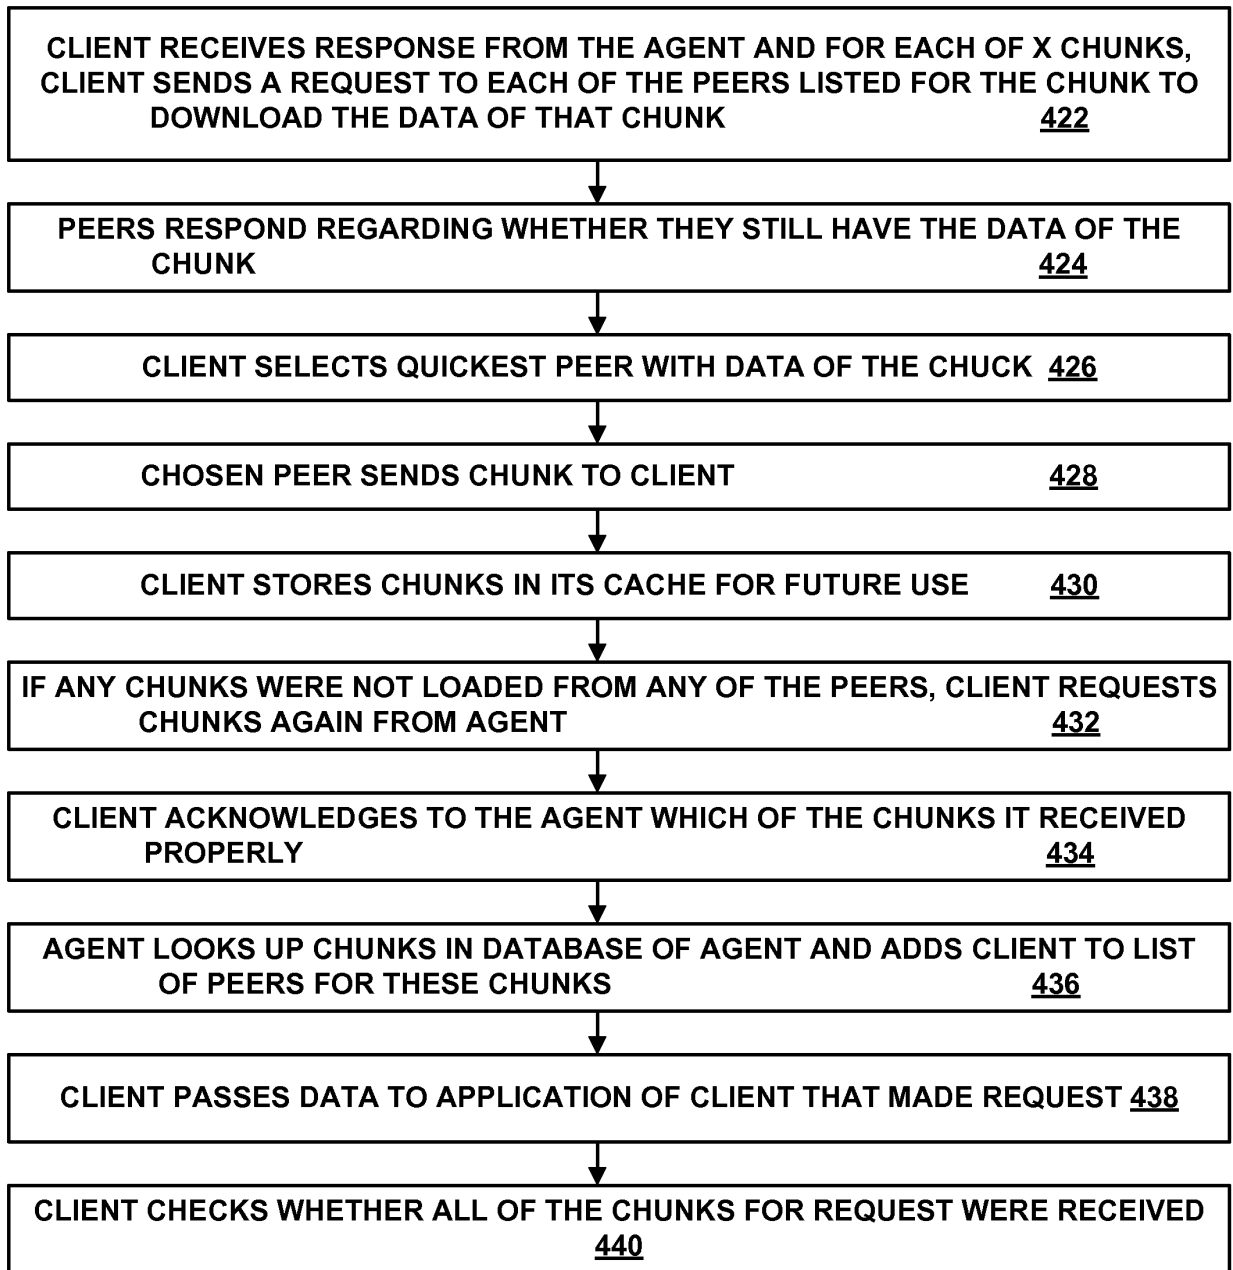 CLIENT RECEIVES RESPONSE FROM THE AGENT AND FOR EACH OF X CHUNKS,
CLIENT SENDS A REQUEST TO EACH OF THE PEERS LISTED FOR THE CHUNK TO
DOWNLOAD THE DATA OF THAT CHUNK 422
PEERS RESPOND REGARDING WHETHER THEY STILL HAVE THE DATA OF THE
CHUNK 424
CLIENT SELECTS QUICKEST PEER WITH DATA OF THE CHUCK 426
CHOSEN PEER SENDS CHUNK TO CLIENT 428
CLIENT STORES CHUNKS IN ITS CACHE FOR FUTURE USE 430
IF ANY CHUNKS WERE NOT LOADED FROM ANY OF THE PEERS, CLIENT REQUESTS
CHUNKS AGAIN FROM AGENT 432
CLIENT ACKNOWLEDGES TO THE AGENT WHICH OF THE CHUNKS IT RECEIVED
PROPERLY 434
AGENT LOOKS UP CHUNKS IN DATABASE OF AGENT AND ADDS CLIENT TO LIST
OF PEERS FOR THESE CHUNKS 436
CLIENT PASSES DATA TO APPLICATION OF CLIENT THAT MADE REQUEST 438
CLIENT CHECKS WHETHER ALL OF THE CHUNKS FOR REQUEST WERE RECEIVED
440